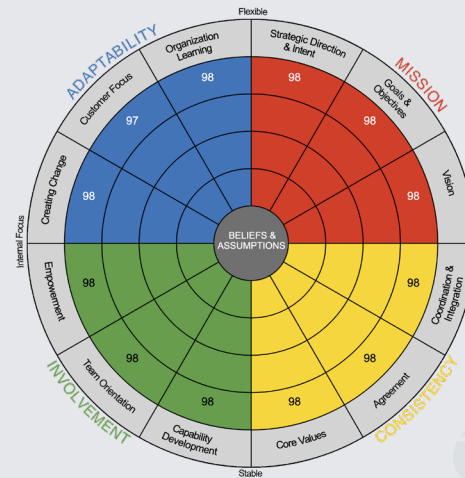 Flexible
ADAPTABILITY
MISSION
Organization
Learning
Strategic Direction
& Intent
Customer Focus
Goals &
Objectives
Creating Change
Vision
98
98
97
98
98
98
Internal Focus
BELIEFS &
ASSUMPTIONS
98
98
98
98
98
98
Empowerment
Coordination &
Integration
Team Orientation
Agreement
Capability
Development
Core Values
INVOLVEMENT
CONSISTENCY
Stable